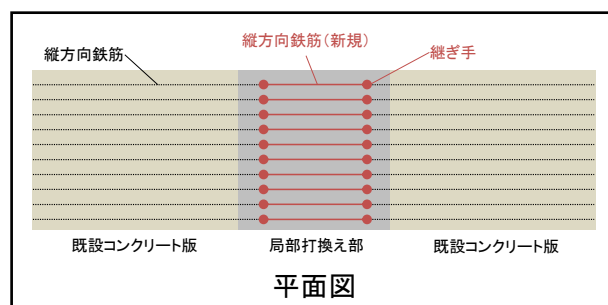 縦方向鉄筋
縦方向鉄筋(新規)
継ぎ手
既設コンクリート版
局部打換え部
既設コンクリート版
平面図